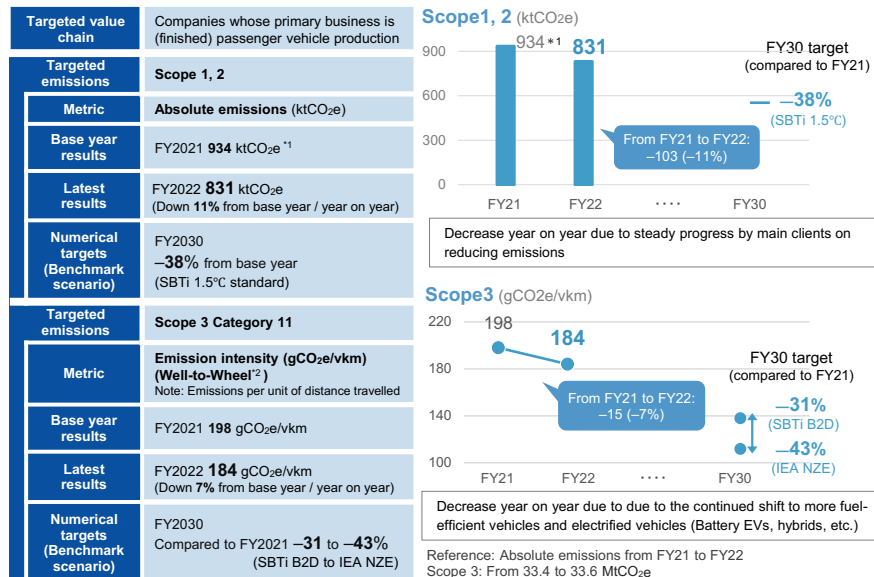 Targeted value
chain
Companies whose primary business is
(finished) passenger vehicle production
Targeted
emissions
Scope 1, 2
Metric
Absolute emissions (ktCO2e)
Base year
results
FY2021 934 ktCO2e *1
Latest
results
FY2022 831 ktCO2e
(Down 11% from base year / year on year)
Numerical
targets
(Benchmark
scenario)
FY2030
–38% from base year
(SBTi 1.5℃ standard)
Targeted
emissions
Scope 3 Category 11
Metric
Emission intensity (gCO2e/vkm)
(Well-to-Wheel*2 )
Note: Emissions per unit of distance travelled
Base year
results
FY2021 198 gCO2e/vkm
Latest
results
FY2022 184 gCO2e/vkm
(Down 7% from base year / year on year)
Numerical
targets
(Benchmark
scenario)
FY2030
Compared to FY2021 –31 to –43%
(SBTi B2D to IEA NZE)
Scope1, 2 (ktCO2e)
900
600
300
0
934 *1
831
From FY21 to FY22:
–103 (–11%)
FY30 target
(compared to FY21)
–38%
(SBTi 1.5℃)
FY21 FY22 ···· FY30
Decrease year on year due to steady progress by main clients on
reducing emissions
Scope3 (gCO2e/vkm)
220
180
140
100
198
184
From FY21 to FY22:
–15 (–7%)
FY30 target
(compared to FY21)
–31%
(SBTi B2D)
–43%
(IEA NZE)
FY21 FY22 ···· FY30
Decrease year on year due to due to the continued shift to more fuel-
efficient vehicles and electrified vehicles (Battery EVs, hybrids, etc.)
Reference: Absolute emissions from FY21 to FY22
Scope 3: From 33.4 to 33.6 MtCO2e